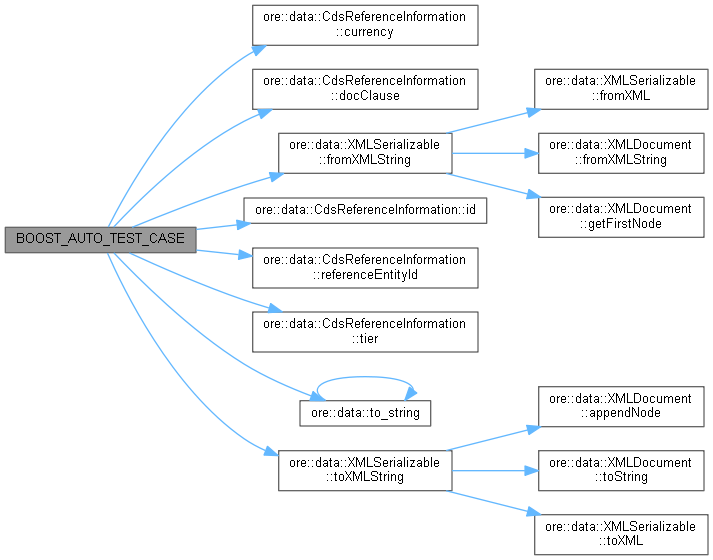 BOOST_AUTO_TEST_CASE
ore::data::CdsReferenceInformation
::currency
ore::data::CdsReferenceInformation
::docClause
ore::data::XMLSerializable
::fromXMLString
ore::data::XMLSerializable
::fromXML
ore::data::XMLDocument
::fromXMLString
ore::data::XMLDocument
::getFirstNode
ore::data::CdsReferenceInformation::id
ore::data::CdsReferenceInformation
::referenceEntityId
ore::data::CdsReferenceInformation
::tier
ore::data::to_string
ore::data::XMLSerializable
::toXMLString
ore::data::XMLDocument
::appendNode
ore::data::XMLDocument
::toString
ore::data::XMLSerializable
::toXML